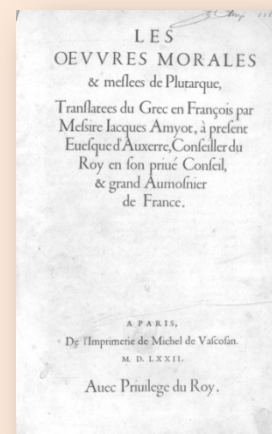 LES
OEVVRES MORALES
& meslees de Plutarque,
Translatees du Grec en François par
Messire Iacques Amyot, à present
Euesque d'Auxerre, Conseiller du
Roy en son priué Conseil,
& grand Aumosnier
de France.
A PARIS,
De l'Imprimerie de Michel de Vascosan.
M. D. LXXII.
Auec Priuilege du Roy.